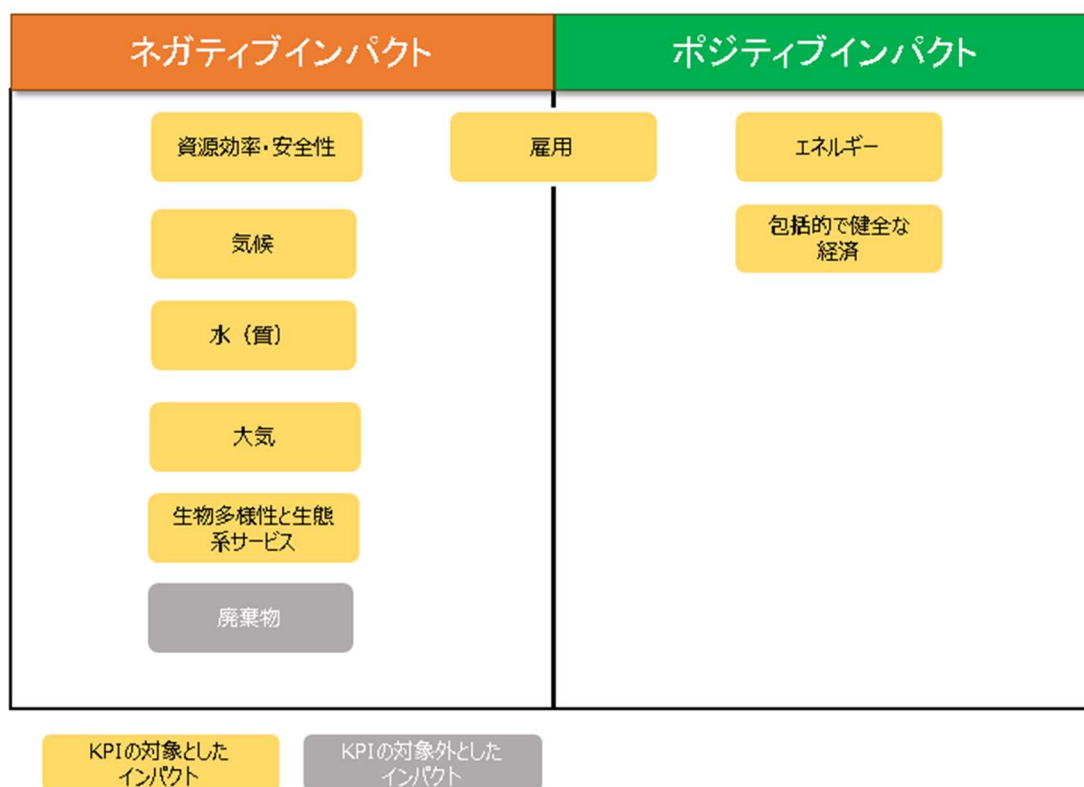 ネガティブインパクト
ポジティブインパクト
資源効率・安全性
雇用
エネルギー
気候
包括的で健全な
経済
水（質）
大気
生物多様性と生態
系サービス
廃棄物
KPIの対象とした
インパクト
KPIの対象外とした
インパクト